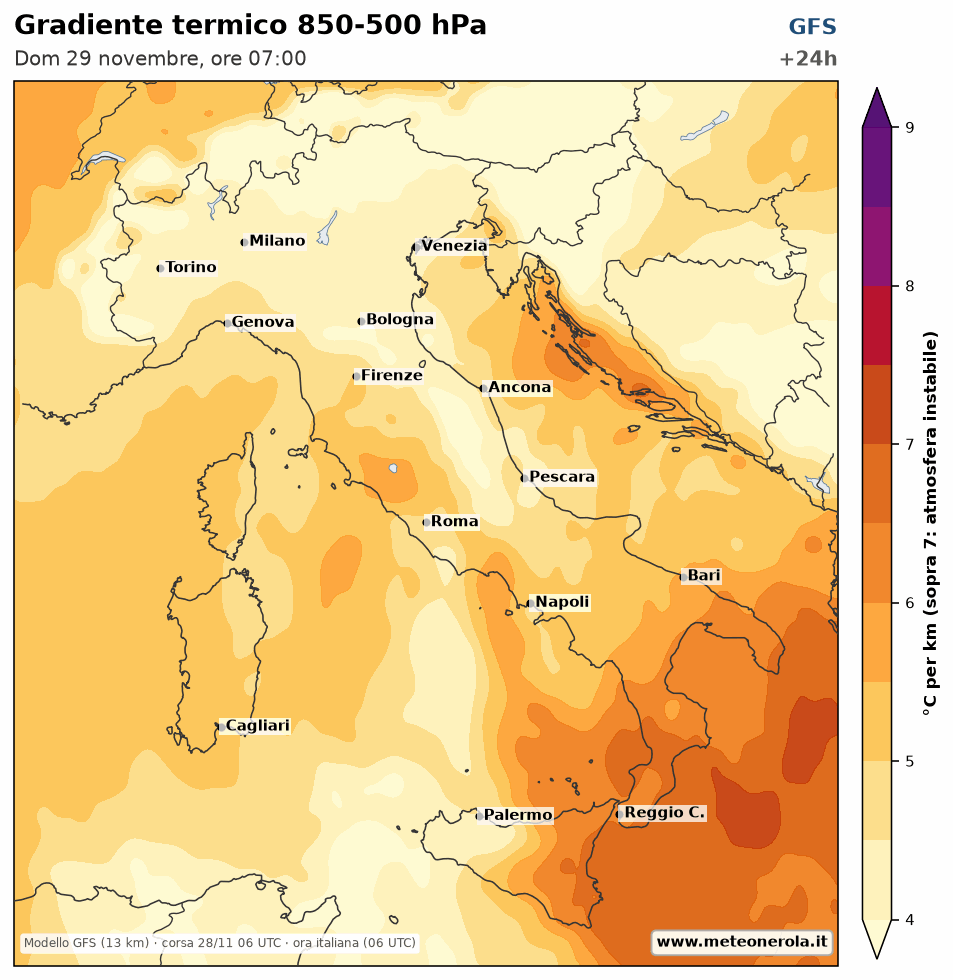 Gradiente termico 850-500 hPa
GFS
Dom 29 novembre, ore 07:00
+24h
Milano
Venezia
Torino
Genova
Bologna
Firenze
Ancona
Pescara
Roma
Bari
Napoli
Cagliari
Palermo
Reggio C.
9
8
7
6
5
4
°C per km (sopra 7: atmosfera instabile)
Modello GFS (13 km) · corsa 28/11 06 UTC · ora italiana (06 UTC)
www.meteonerola.it